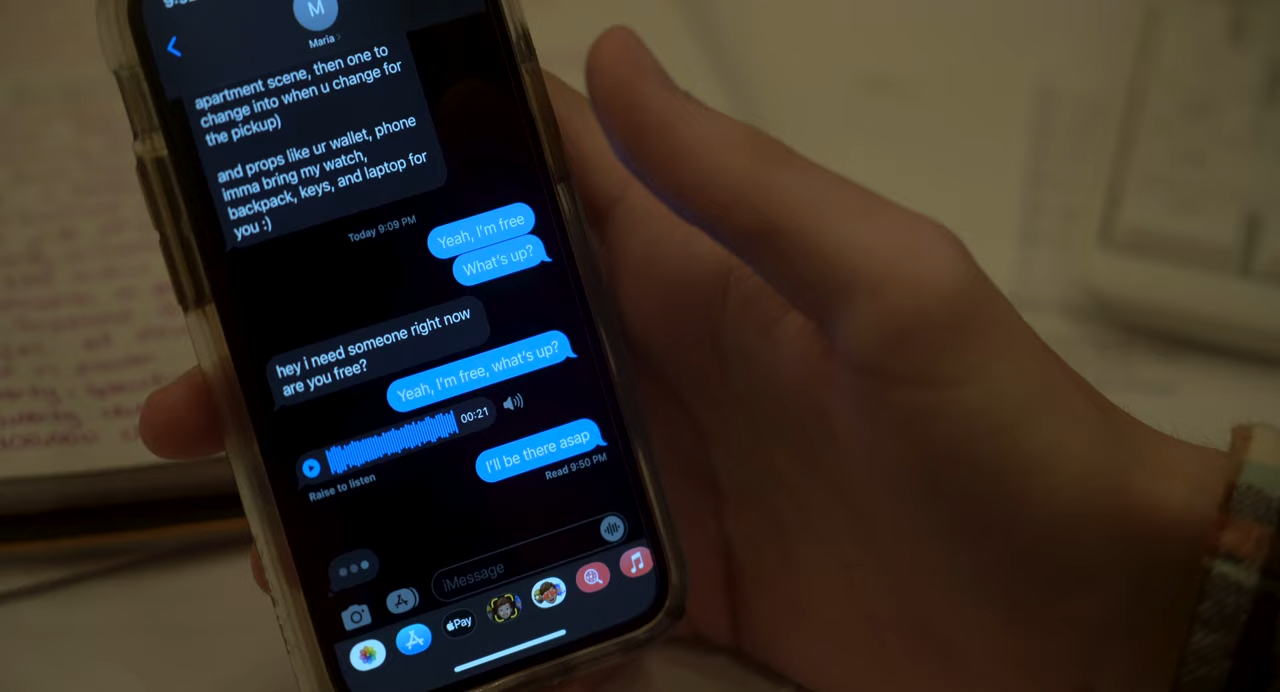 M
Maria
apartment scene, then one to
change into when u change for
the pickup)
and props like ur wallet, phone
imma bring my watch,
backpack, keys, and laptop for
you :)
Today 9:09 PM
Yeah, I'm free
What's up?
hey i need someone right now
are you free?
Yeah, I'm free, what's up?
00:21
Raise to listen
I'll be there asap
Read 9:50 PM
iMessage
Pay